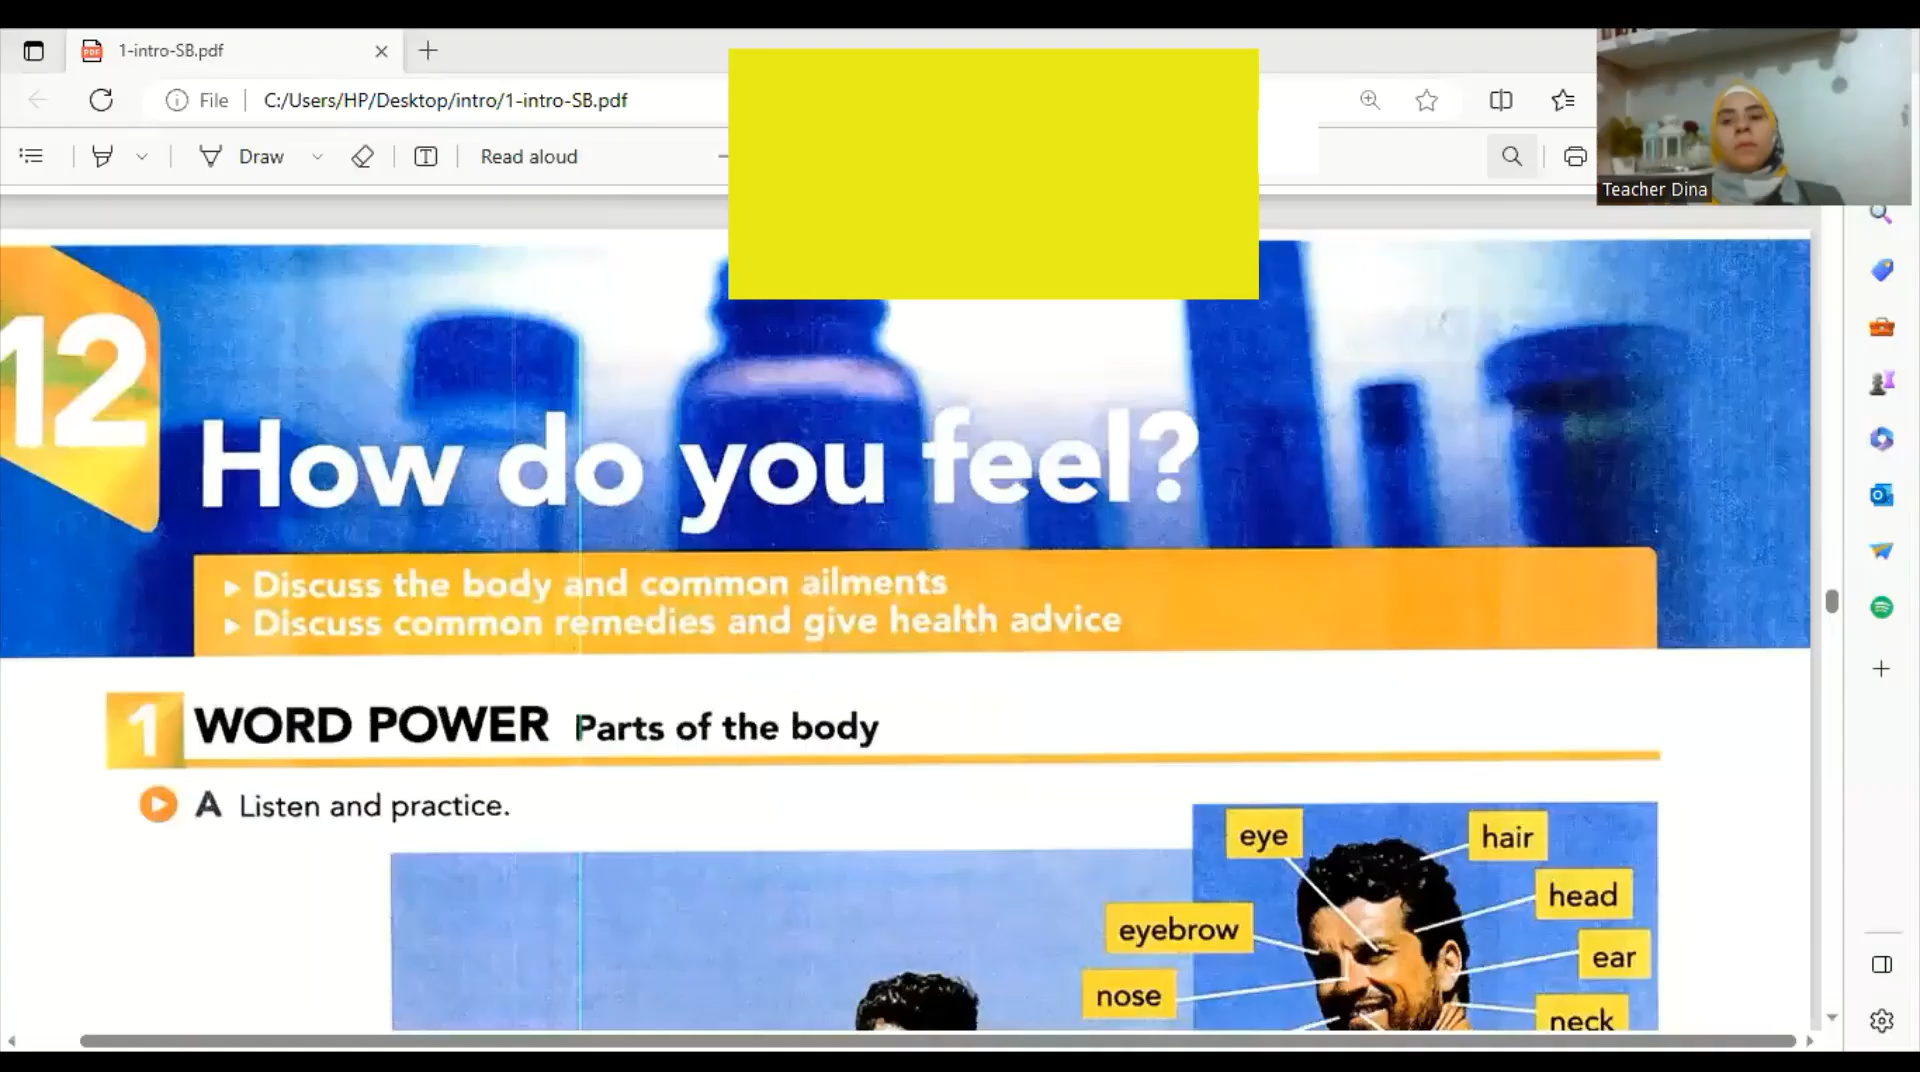 1-intro-SB.pdf
File
C:/Users/HP/Desktop/intro/1-intro-SB.pdf
Draw
Read aloud
Teacher Dina
12
How do you feel?
Discuss the body and common ailments
Discuss common remedies and give health advice
1 WORD POWER Parts of the body
A Listen and practice.
eye
hair
head
eyebrow
ear
nose
neck